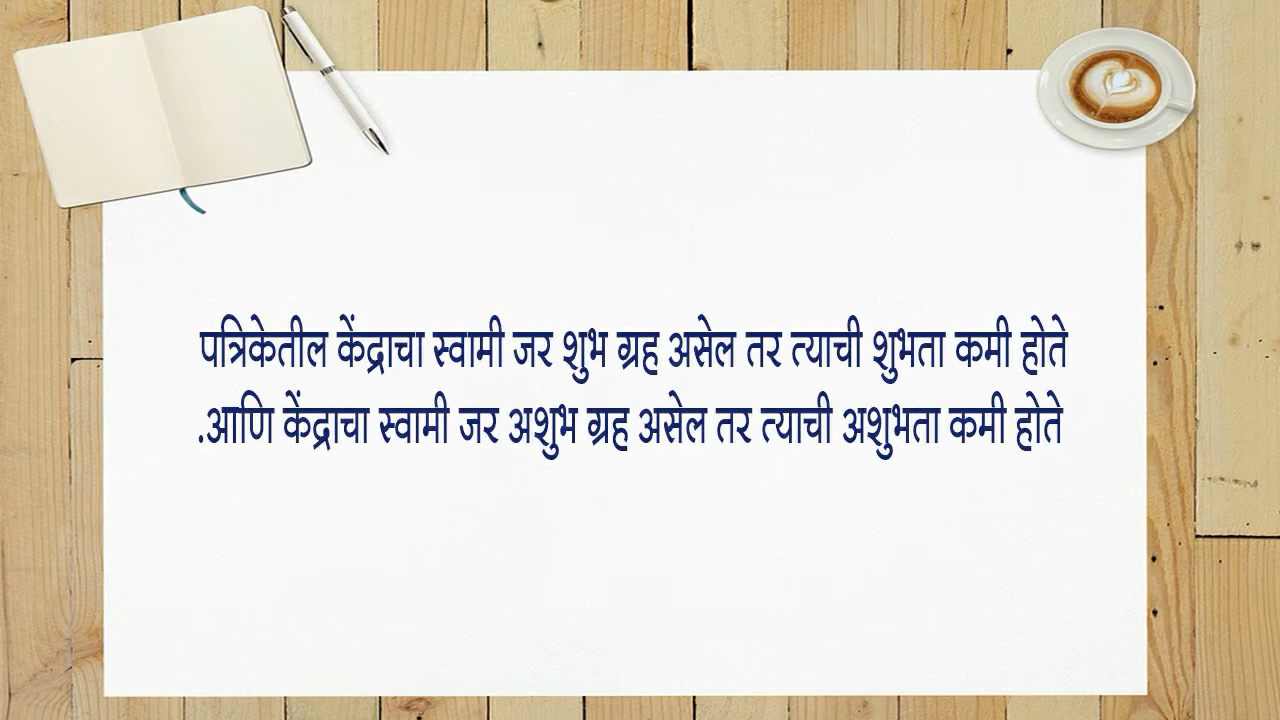 पत्रिकेतील केंद्राचा स्वामी जर शुभ ग्रह असेल तर त्याची शुभता कमी होते
.आणि केंद्राचा स्वामी जर अशुभ ग्रह असेल तर त्याची अशुभता कमी होते